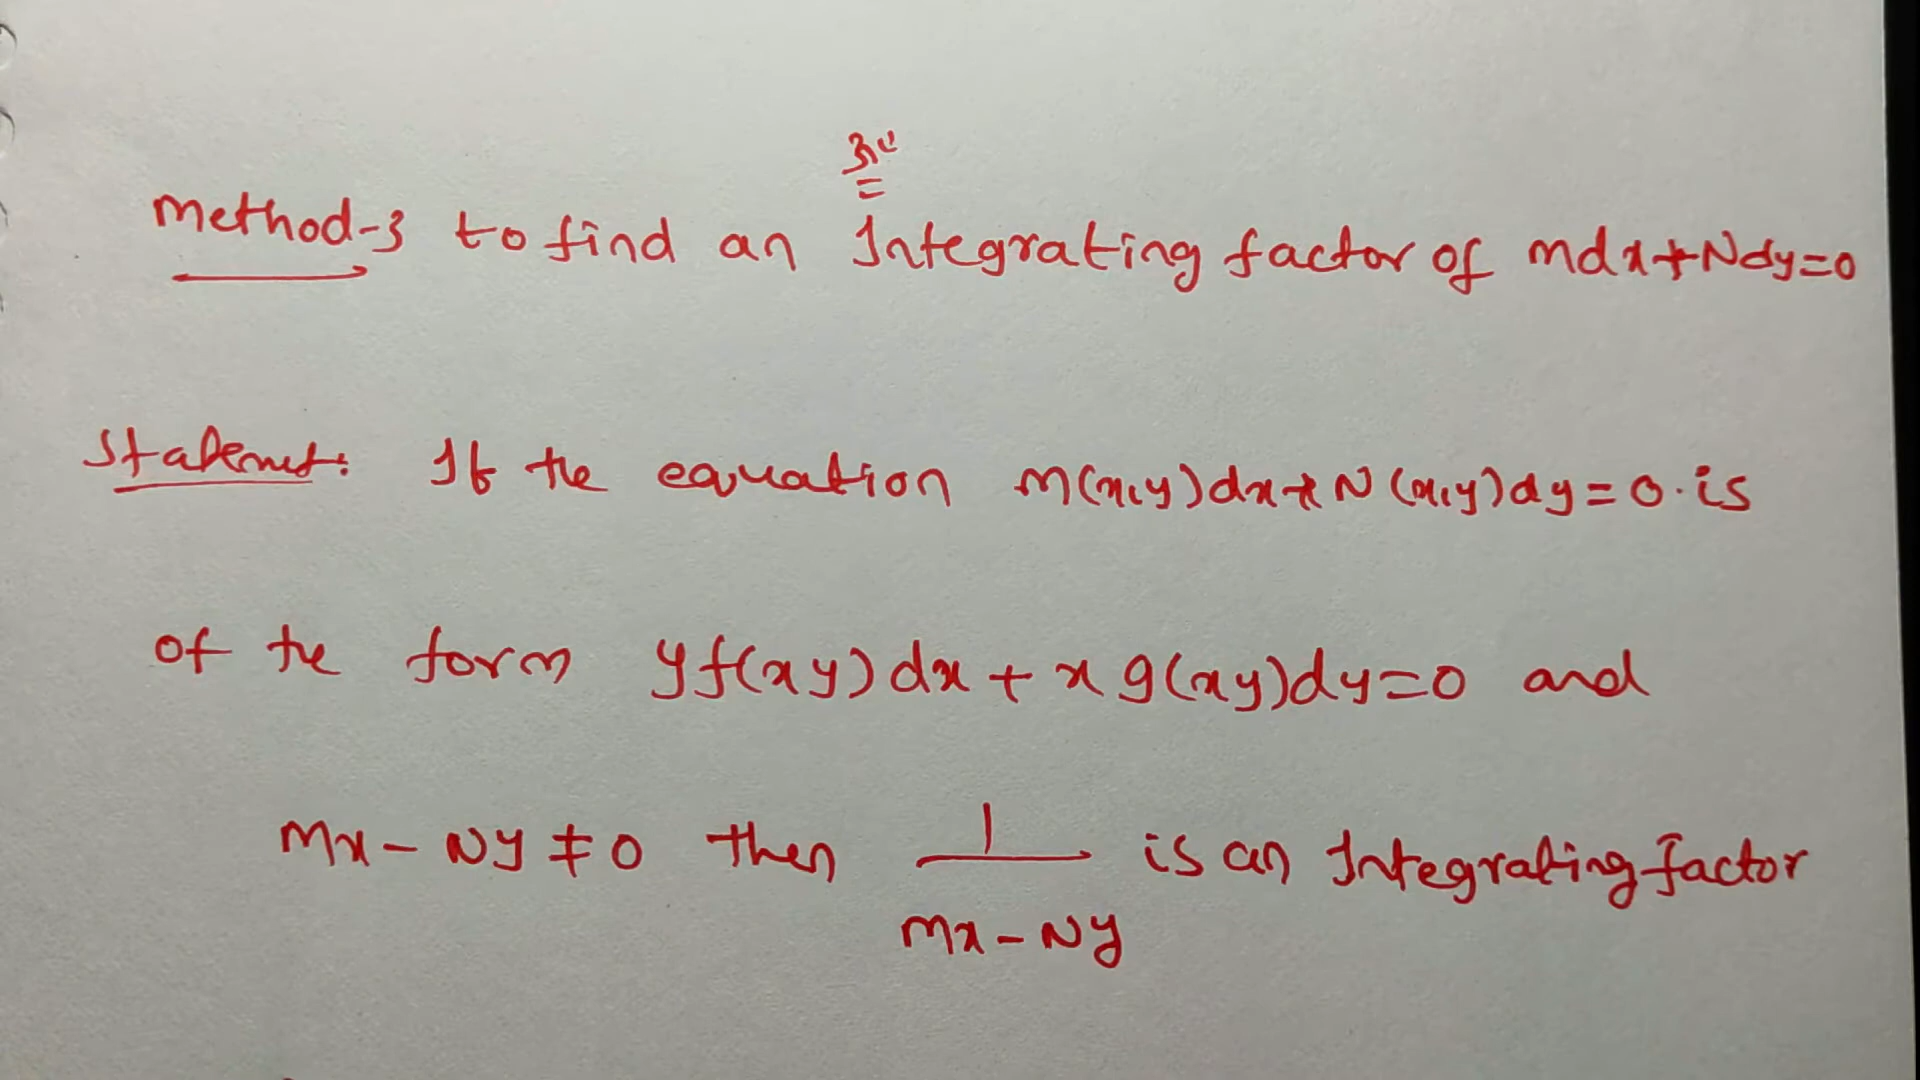 Method-3 to find an Integrating factor of Mdx+Ndy=0
Statement: If the equation M(x,y)dx+N(x,y)dy=0 is
of the form yf(xy)dx+xg(xy)dy=0 and
Mx-Ny≠0 then 1/(Mx-Ny) is an Integrating factor